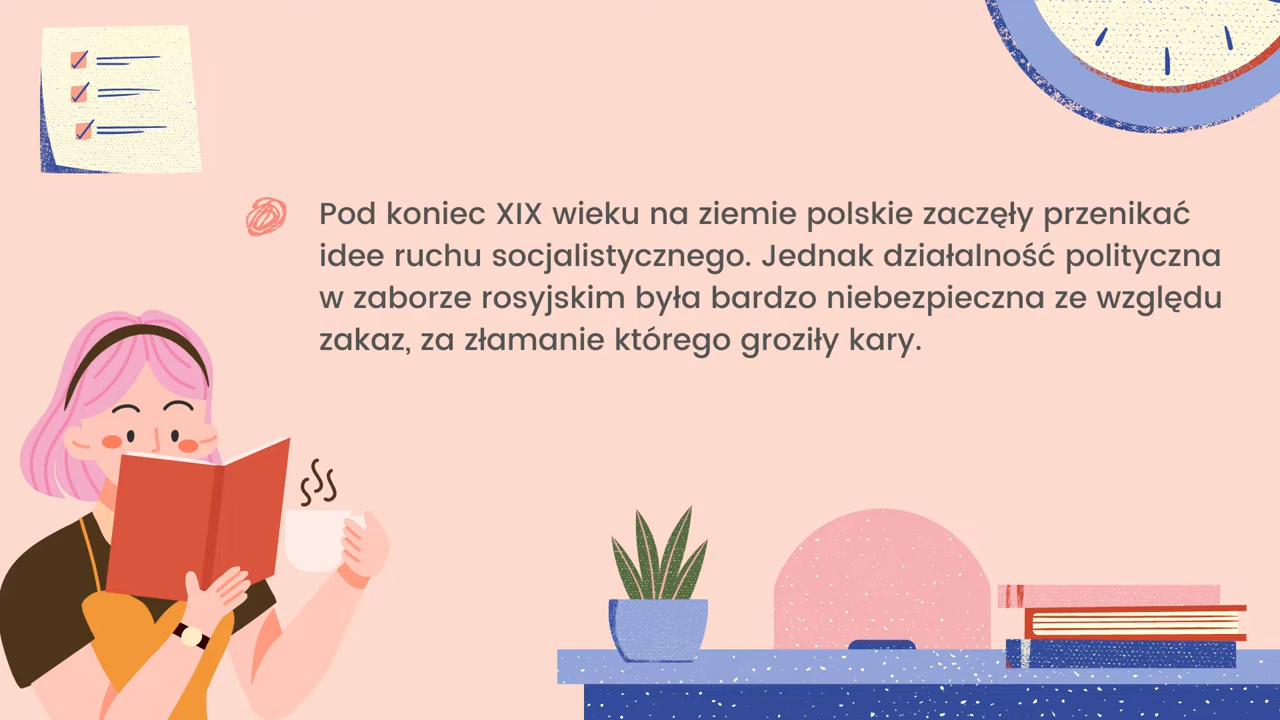 Pod koniec XIX wieku na ziemie polskie zaczęły przenikać
idee ruchu socjalistycznego. Jednak działalność polityczna
w zaborze rosyjskim była bardzo niebezpieczna ze względu
zakaz, za złamanie którego groziły kary.